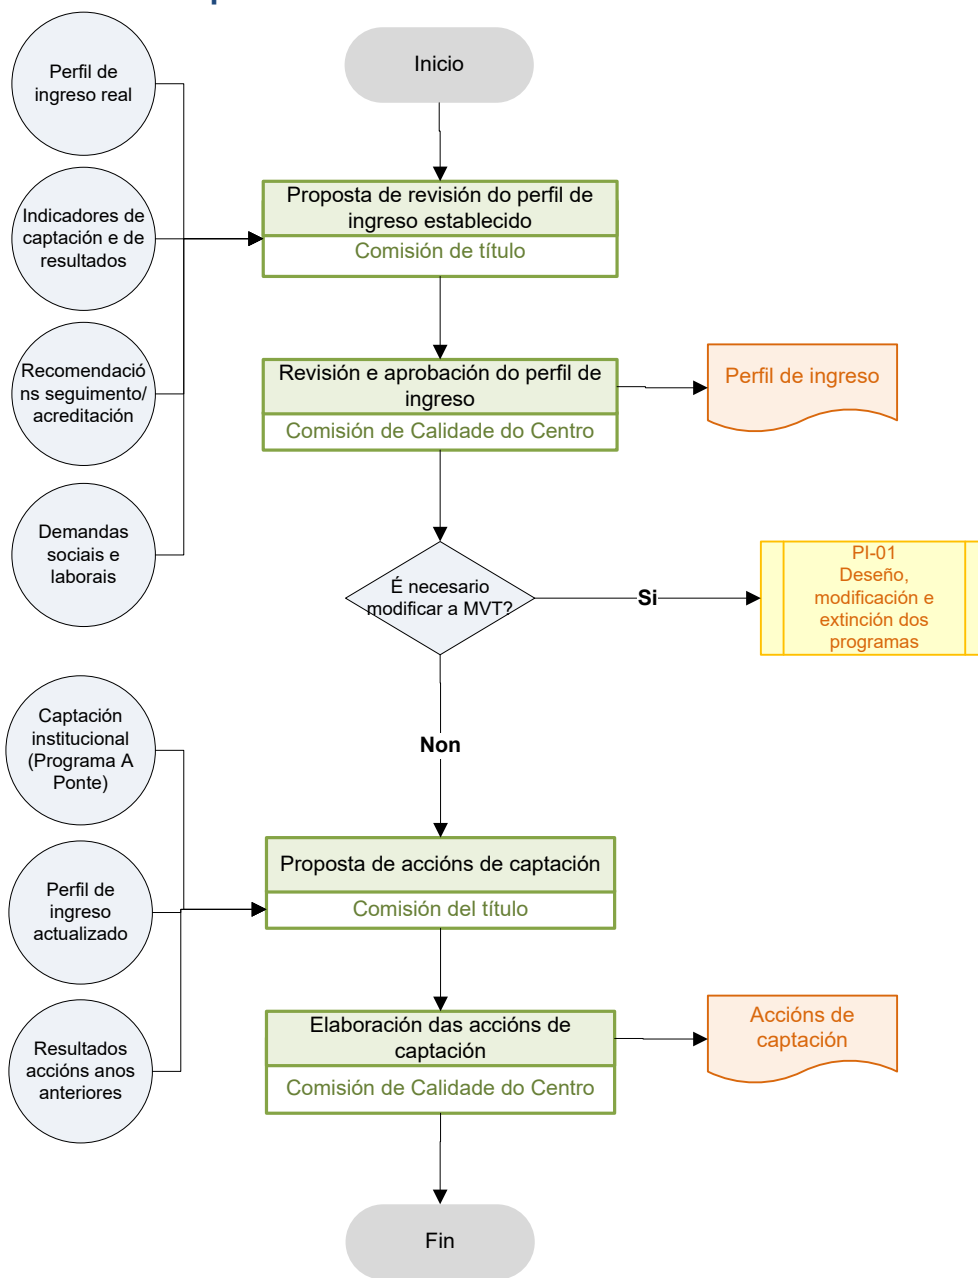 Inicio
Perfil de
ingreso real
Indicadores de
captación e de
resultados
Recomendació
ns seguimento/
acreditación
Demandas
sociais e
laborais
Proposta de revisión do perfil de
ingreso establecido
Comisión de título
Revisión e aprobación do perfil de
ingreso
Comisión de Calidade do Centro
Perfil de ingreso
É necesario
modificar a MVT?
Si
PI-01
Deseño,
modificación e
extinción dos
programas
Non
Captación
institucional
(Programa A
Ponte)
Perfil de
ingreso
actualizado
Resultados
accións anos
anteriores
Proposta de accións de captación
Comisión del título
Elaboración das accións de
captación
Comisión de Calidade do Centro
Accións de
captación
Fin